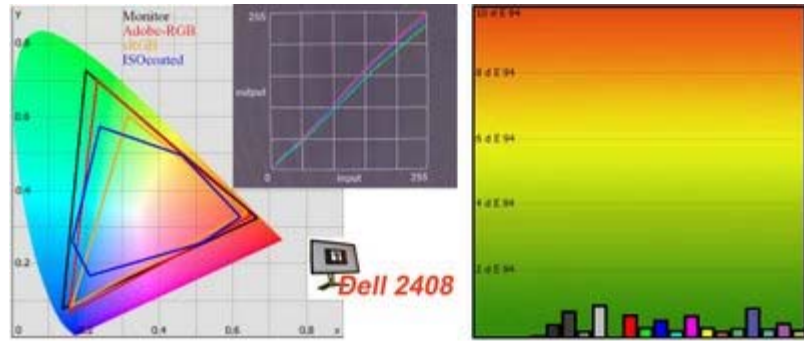 Y
Monitor
Adobe-RGB
sRGB
ISOcoated
0.8
0.6
0.4
0.2
0
0.2
0.4
0.6
0.8
x
255
output
0
input
255
Dell 2408
10 d E 94
8 d E 94
6 d E 94
4 d E 94
2 d E 94